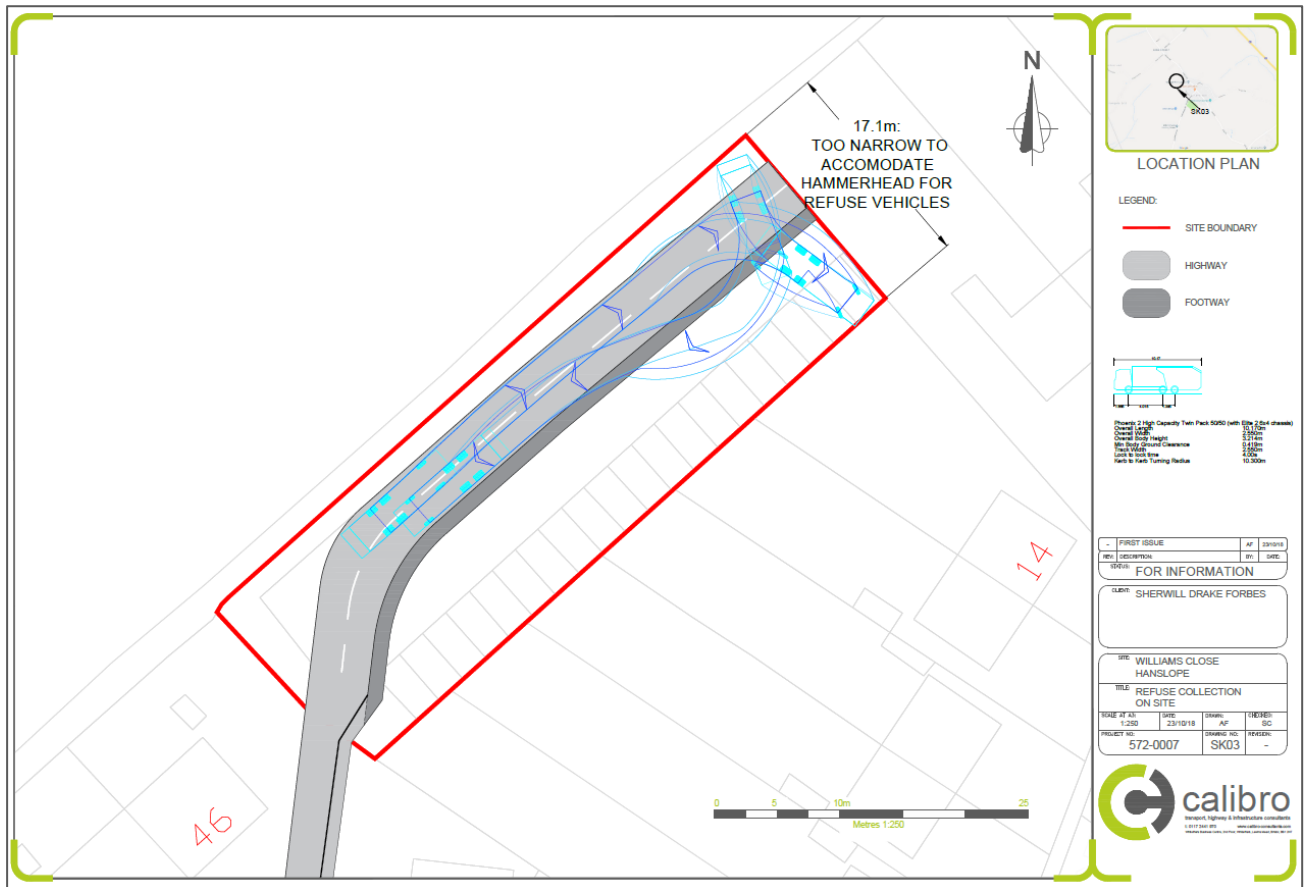 17.1m:
TOO NARROW TO
ACCOMODATE
HAMMERHEAD FOR
REFUSE VEHICLES
N
14
46
0 5 10m 25
Metres 1:250
SK03
LOCATION PLAN
LEGEND:
SITE BOUNDARY
HIGHWAY
FOOTWAY
Phoenix 2 High Capacity Twin Pack 50/50 (with Elite 2 6x4 chassis)
Overall Length 10.170m
Overall Width 2.550m
Overall Body Height 3.214m
Min Body Ground Clearance 0.419m
Track Width 2.550m
Lock to lock time 4.00s
Kerb to Kerb Turning Radius 10.300m
- FIRST ISSUE AF 23/10/18
REV: DESCRIPTION: BY: DATE:
STATUS: FOR INFORMATION
CLIENT: SHERWILL DRAKE FORBES
SITE: WILLIAMS CLOSE
HANSLOPE
TITLE: REFUSE COLLECTION
ON SITE
SCALE AT A3: DATE: DRAWN: CHECKED:
1:250 23/10/18 AF SC
PROJECT NO: DRAWING NO: REVISION:
572-0007 SK03 -
calibro
transport, highway & infrastructure consultants